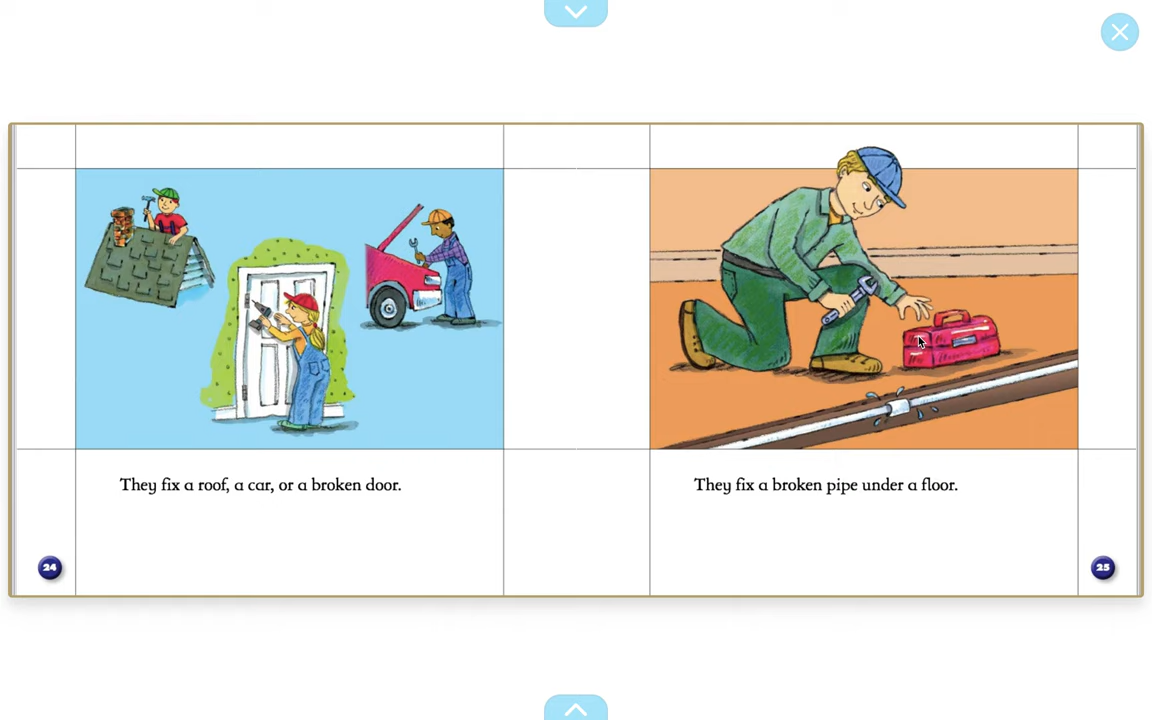 They fix a roof, a car, or a broken door.
They fix a broken pipe under a floor.
24
25